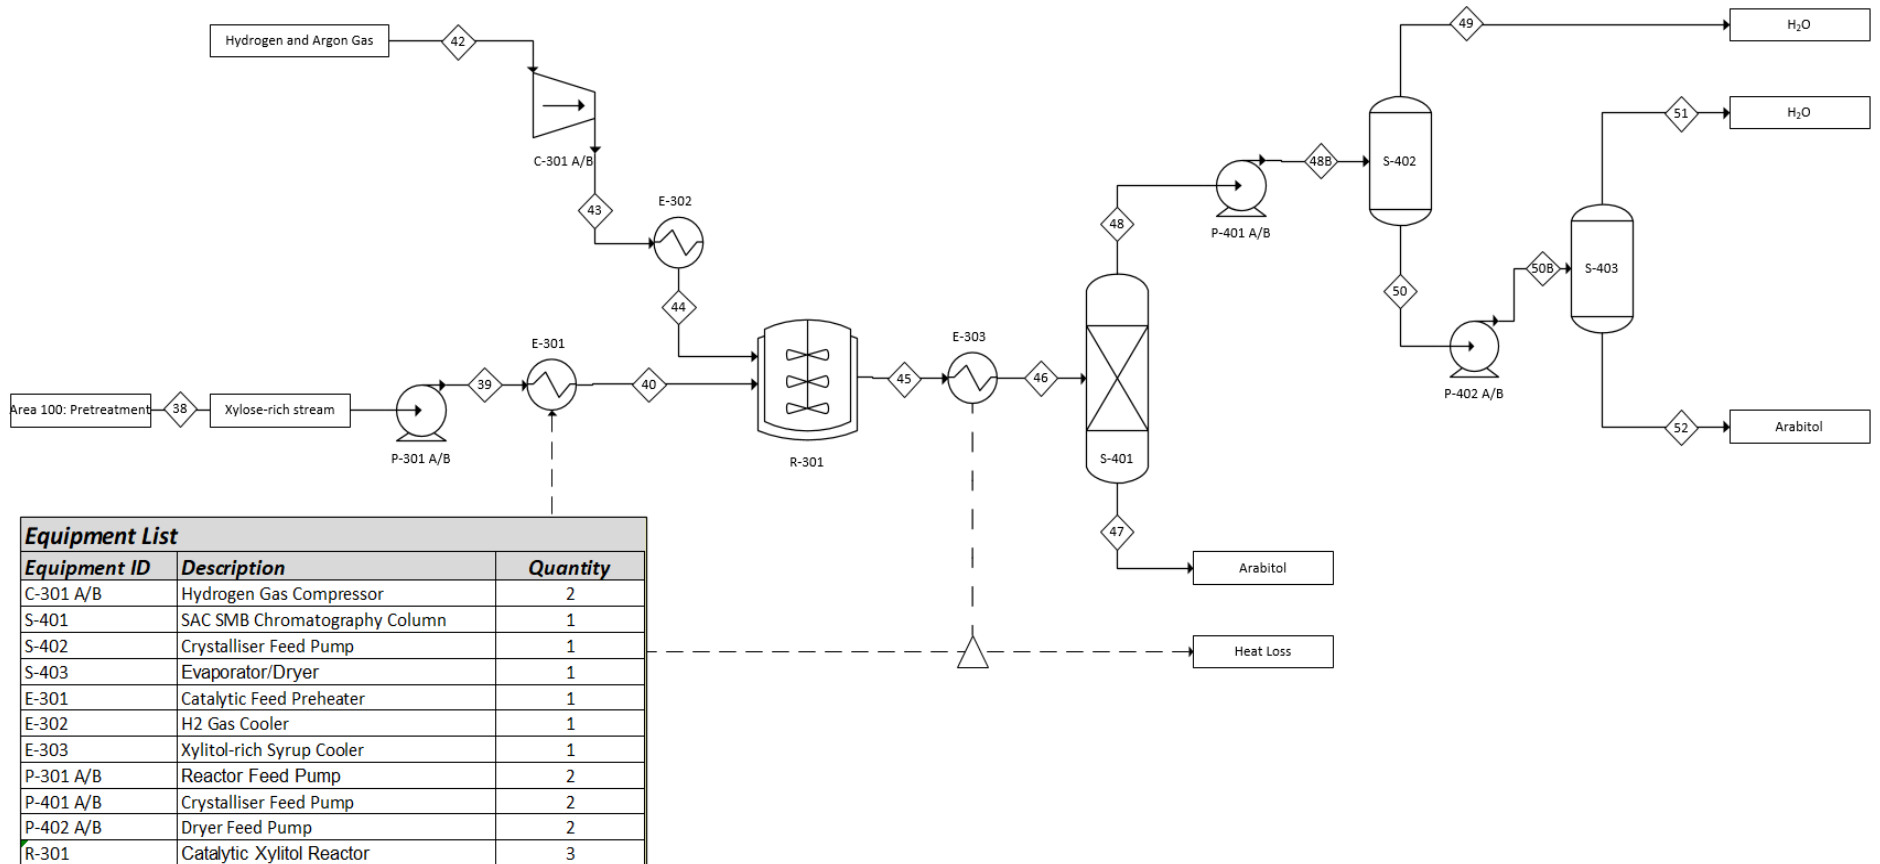 49
H₂O
Hydrogen and Argon Gas
42
51
H₂O
C-301 A/B
48B
S-402
43
E-302
48
P-401 A/B
44
50
50B
S-403
E-301
E-303
39
40
45
46
P-402 A/B
Area 100: Pretreatment
38
Xylose-rich stream
52
Arabitol
P-301 A/B
R-301
S-401
47
Arabitol
Heat Loss
Equipment List
Equipment ID Description Quantity
C-301 A/B Hydrogen Gas Compressor 2
S-401 SAC SMB Chromatography Column 1
S-402 Crystalliser Feed Pump 1
S-403 Evaporator/Dryer 1
E-301 Catalytic Feed Preheater 1
E-302 H2 Gas Cooler 1
E-303 Xylitol-rich Syrup Cooler 1
P-301 A/B Reactor Feed Pump 2
P-401 A/B Crystalliser Feed Pump 2
P-402 A/B Dryer Feed Pump 2
R-301 Catalytic Xylitol Reactor 3